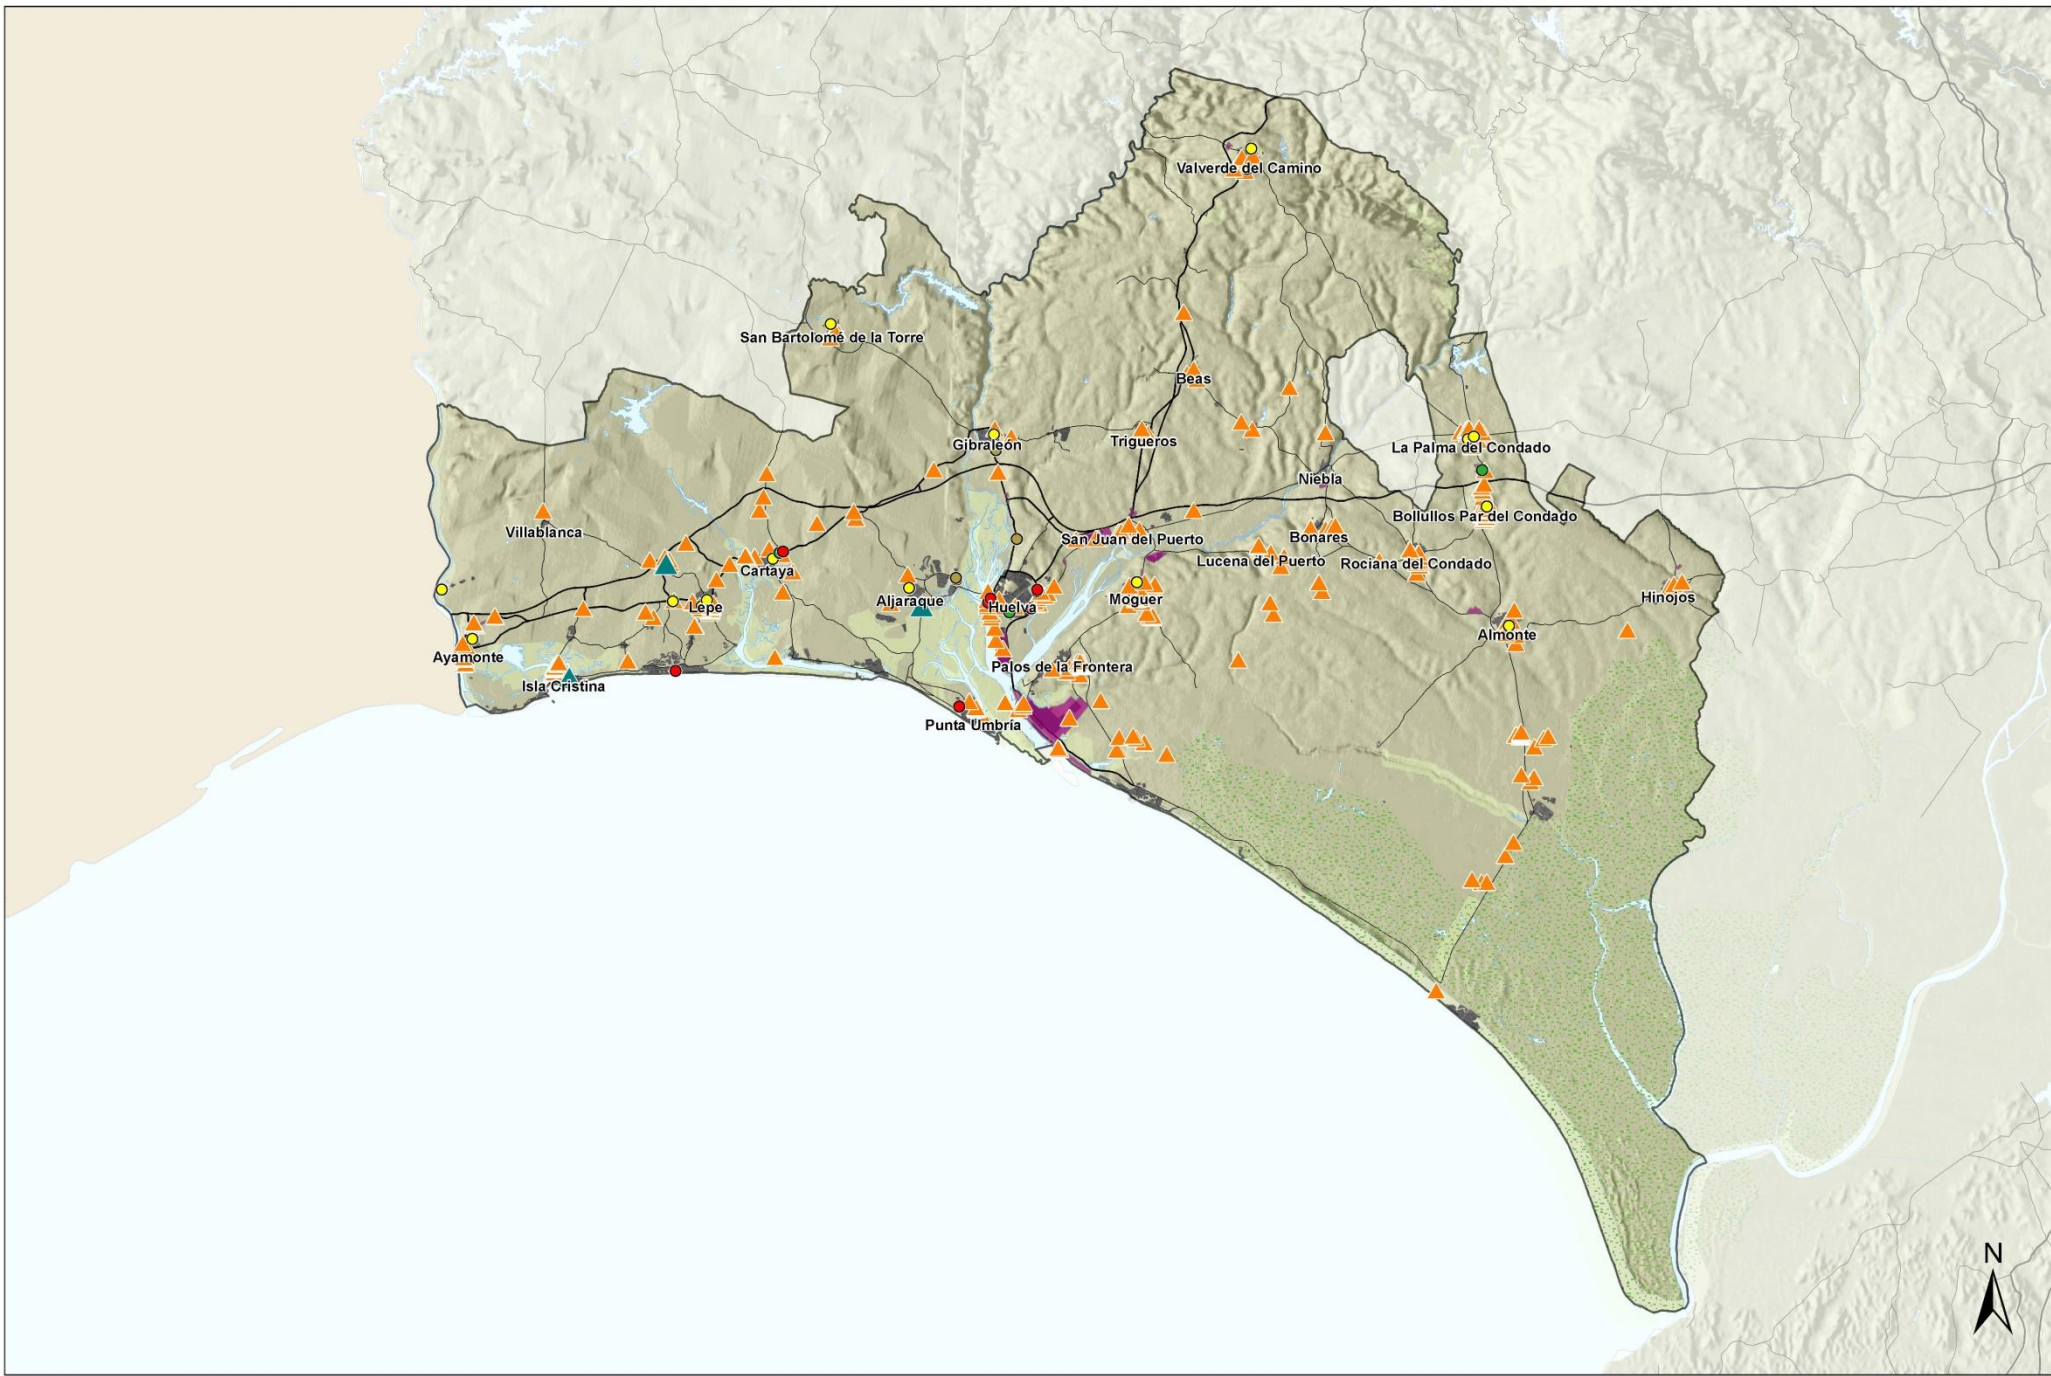 Valverde del Camino
San Bartolomé de la Torre
Beas
Gibraleón
Trigueros
La Palma del Condado
Niebla
Villablanca
San Juan del Puerto
Bonares
Bollullos Par del Condado
Cartaya
Lucena del Puerto
Rociana del Condado
Lepe
Aljaraque
Huelva
Moguer
Hinojos
Almonte
Ayamonte
Isla Cristina
Palos de la Frontera
Punta Umbría
N